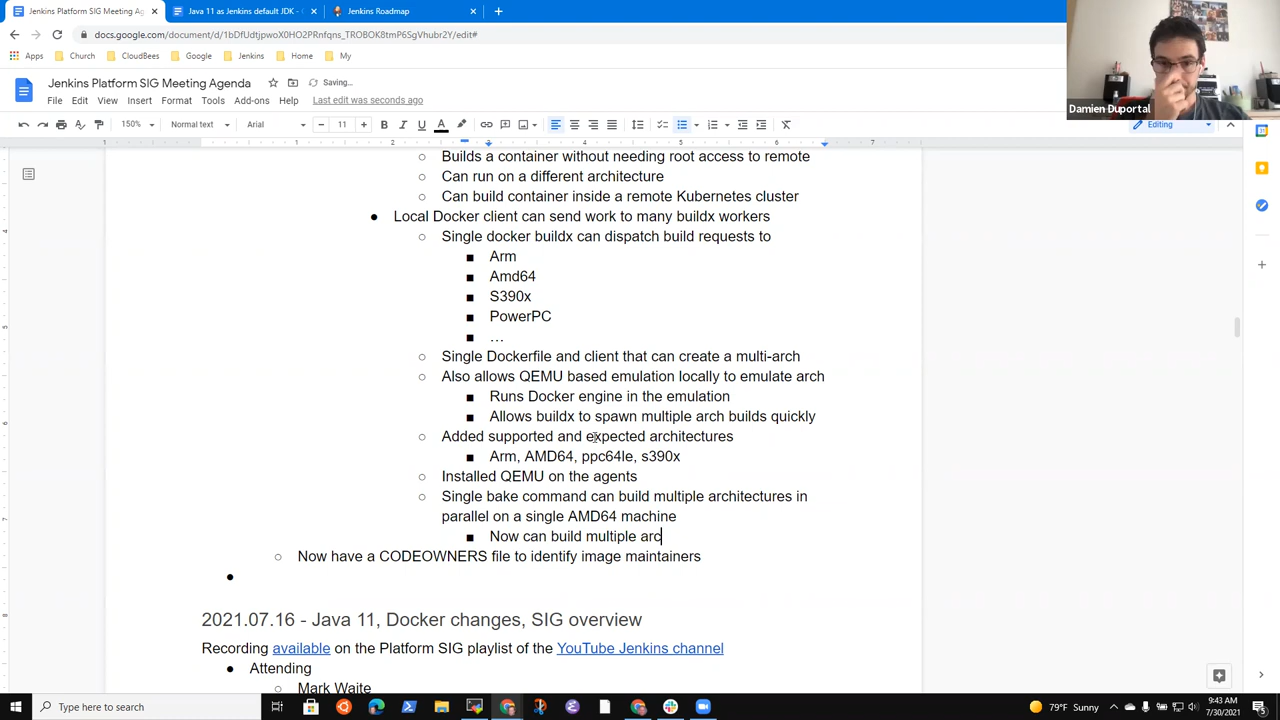 Jenkins Platform SIG Meeting Ag
Java 11 as Jenkins default JDK - G
Jenkins Roadmap
docs.google.com/document/d/1bDfUdtjpwoX0HO2PRnfqns_TROBOK8tmP6SgVhubr2Y/edit#
Apps
Church
CloudBees
Google
Jenkins
Home
My
Jenkins Platform SIG Meeting Agenda
Saving...
File Edit View Insert Format Tools Add-ons Help Last edit was seconds ago
150% Normal text Arial 11 Editing
Damien Duportal
Builds a container without needing root access to remote
Can run on a different architecture
Can build container inside a remote Kubernetes cluster
Local Docker client can send work to many buildx workers
Single docker buildx can dispatch build requests to
Arm
Amd64
S390x
PowerPC
…
Single Dockerfile and client that can create a multi-arch
Also allows QEMU based emulation locally to emulate arch
Runs Docker engine in the emulation
Allows buildx to spawn multiple arch builds quickly
Added supported and expected architectures
Arm, AMD64, ppc64le, s390x
Installed QEMU on the agents
Single bake command can build multiple architectures in
parallel on a single AMD64 machine
Now can build multiple arc
Now have a CODEOWNERS file to identify image maintainers
2021.07.16 - Java 11, Docker changes, SIG overview
Recording available on the Platform SIG playlist of the YouTube Jenkins channel
Attending
Mark Waite
Type here to search
79°F Sunny
9:43 AM
7/30/2021